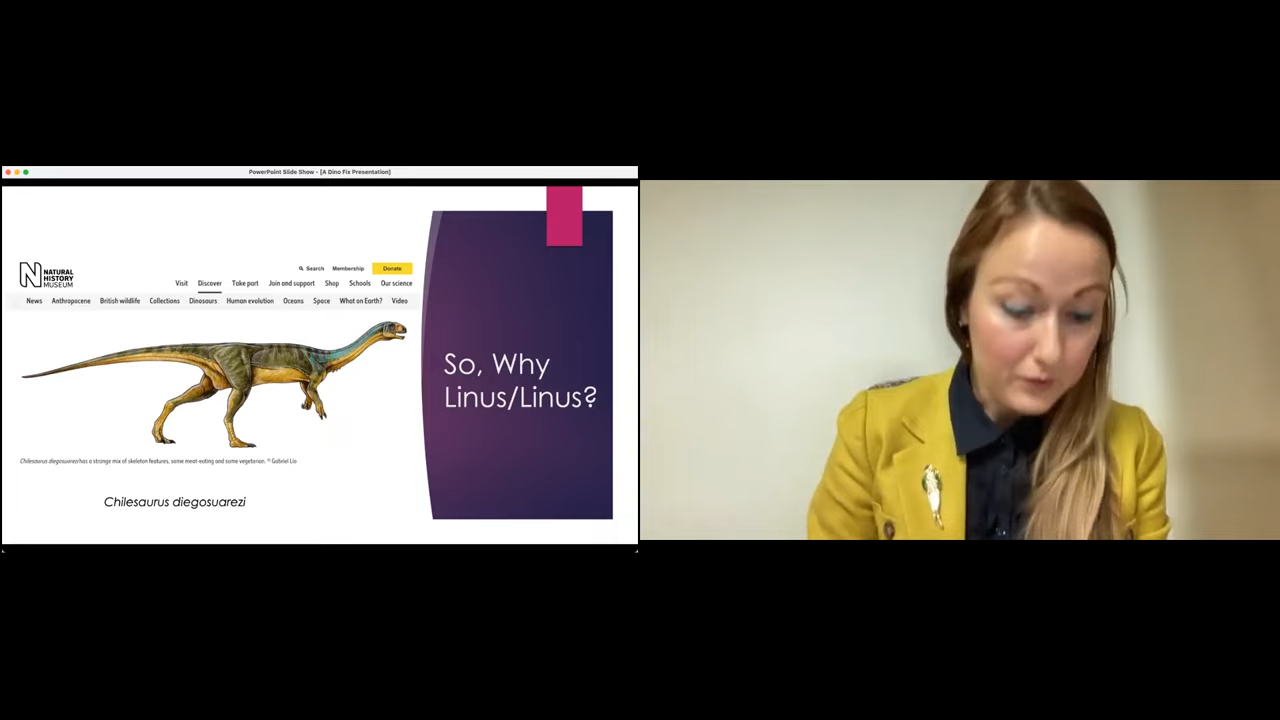 PowerPoint Slide Show - [A Dino Fix Presentation]
NATURAL
HISTORY
MUSEUM
Search Membership Donate
Visit Discover Take part Join and support Shop Schools Our science
News Anthropocene British wildlife Collections Dinosaurs Human evolution Oceans Space What on Earth? Video
Chilesaurus diegosuarezi has a strange mix of skeleton features, some meat-eating and some vegetarian. © Gabriel Lio
Chilesaurus diegosuarezi
So, Why
Linus/Linus?